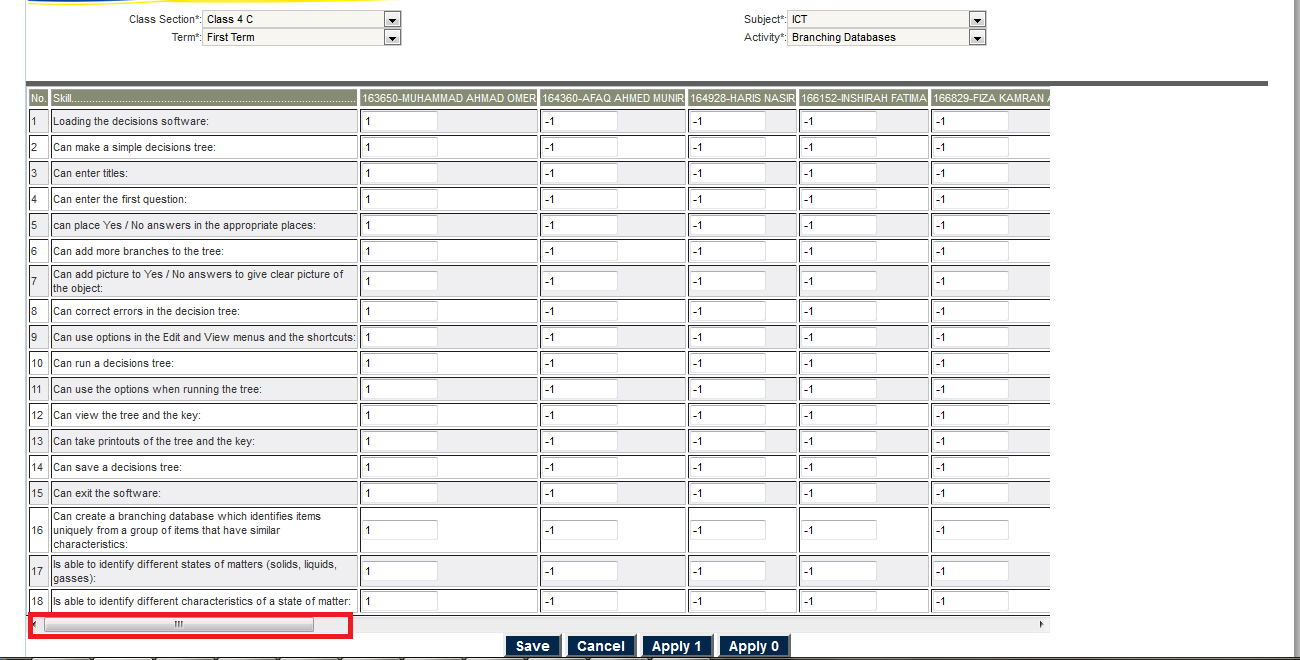 Class Section*: Class 4 C Subject*: ICT
Term*: First Term Activity*: Branching Databases
No. Skill................................................................................................ 163650-MUHAMMAD AHMAD OMER 164360-AFAQ AHMED MUNIR 164928-HARIS NASIR 166152-INSHIRAH FATIMA 166829-FIZA KAMRAN A
1 Loading the decisions software: 1 -1 -1 -1 -1
2 Can make a simple decisions tree: 1 -1 -1 -1 -1
3 Can enter titles: 1 -1 -1 -1 -1
4 Can enter the first question: 1 -1 -1 -1 -1
5 can place Yes / No answers in the appropriate places: 1 -1 -1 -1 -1
6 Can add more branches to the tree: 1 -1 -1 -1 -1
7 Can add picture to Yes / No answers to give clear picture of
the object: 1 -1 -1 -1 -1
8 Can correct errors in the decision tree: 1 -1 -1 -1 -1
9 Can use options in the Edit and View menus and the shortcuts: 1 -1 -1 -1 -1
10 Can run a decisions tree: 1 -1 -1 -1 -1
11 Can use the options when running the tree: 1 -1 -1 -1 -1
12 Can view the tree and the key: 1 -1 -1 -1 -1
13 Can take printouts of the tree and the key: 1 -1 -1 -1 -1
14 Can save a decisions tree: 1 -1 -1 -1 -1
15 Can exit the software: 1 -1 -1 -1 -1
16 Can create a branching database which identifies items
uniquely from a group of items that have similar
characteristics: 1 -1 -1 -1 -1
17 Is able to identify different states of matters (solids, liquids,
gasses): 1 -1 -1 -1 -1
18 Is able to identify different characteristics of a state of matter: 1 -1 -1 -1 -1
Save Cancel Apply 1 Apply 0